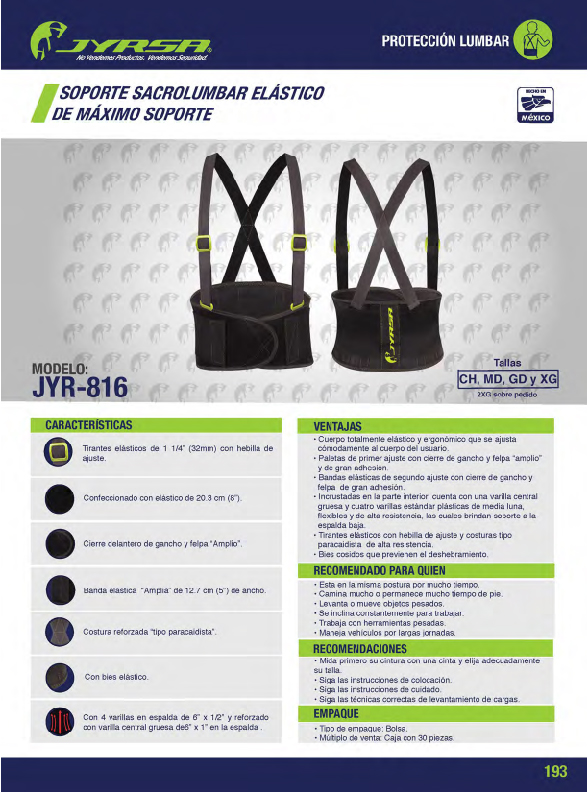 JYRSA®
No Vendemos Productos. Vendemos Seguridad.
PROTECCIÓN LUMBAR
SOPORTE SACROLUMBAR ELÁSTICO
DE MÁXIMO SOPORTE
HECHO EN
MÉXICO
JYRSA
MODELO:
JYR-816
Tallas
CH, MD, GD y XG
2XG sobre pedido
CARACTERÍSTICAS
Tirantes elásticos de 1 1/4" (32mm) con hebilla de
ajuste.
Confeccionado con elástico de 20.3 cm (8").
Cierre delantero de gancho y felpa "Amplio".
Banda elástica "Amplia" de 12.7 cm (5") de ancho.
Costura reforzada "tipo paracaidista".
Con bies elástico.
Con 4 varillas en espalda de 6" x 1/2" y reforzado
con varilla central gruesa de6" x 1" en la espalda .
VENTAJAS
• Cuerpo totalmente elástico y ergonómico que se ajusta
cómodamente al cuerpo del usuario.
• Paletas de primer ajuste con cierre de gancho y felpa "amplio"
y de gran adhesión.
• Bandas elásticas de segundo ajuste con cierre de gancho y
felpa de gran adhesión.
• Incrustadas en la parte interior cuenta con una varilla central
gruesa y cuatro varillas estándar plásticas de media luna,
flexibles y de alta resistencia, las cuales brindan soporte a la
espalda baja.
• Tirantes elásticos con hebilla de ajuste y costuras tipo
paracaidista de alta resistencia.
• Bies cosidos que previenen el deshebramiento.
RECOMENDADO PARA QUIEN
• Esta en la misma postura por mucho tiempo.
• Camina mucho o permanece mucho tiempo de pie.
• Levanta o mueve objetos pesados.
• Se inclina constantemente para trabajar.
• Trabaja con herramientas pesadas.
• Maneja vehículos por largas jornadas.
RECOMENDACIONES
• Mida primero su cintura con una cinta y elija adecuadamente
su talla.
• Siga las instrucciones de colocación.
• Siga las instrucciones de cuidado.
• Siga las técnicas correctas de levantamiento de cargas.
EMPAQUE
• Tipo de empaque: Bolsa.
• Múltiplo de venta: Caja con 30 piezas.
193